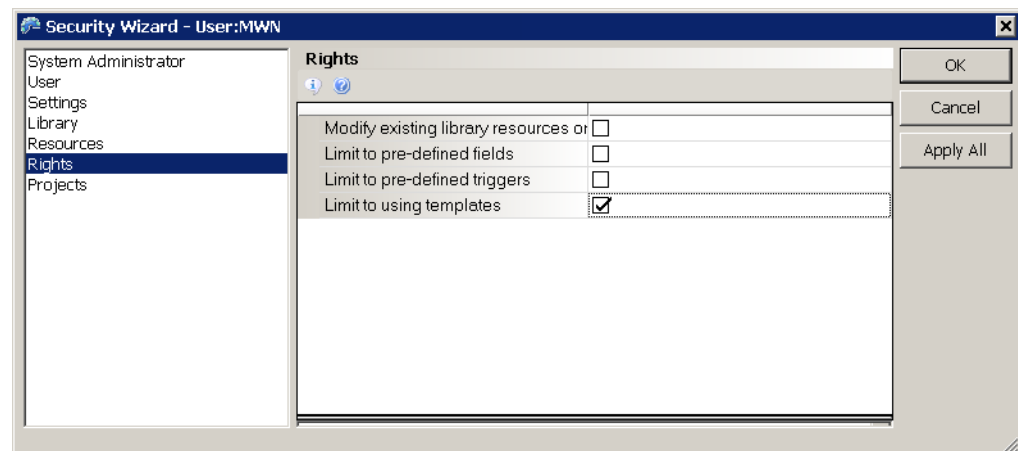 Security Wizard - User:MWN
System Administrator
User
Settings
Library
Resources
Rights
Projects
Rights
Modify existing library resources or
Limit to pre-defined fields
Limit to pre-defined triggers
Limit to using templates
OK
Cancel
Apply All